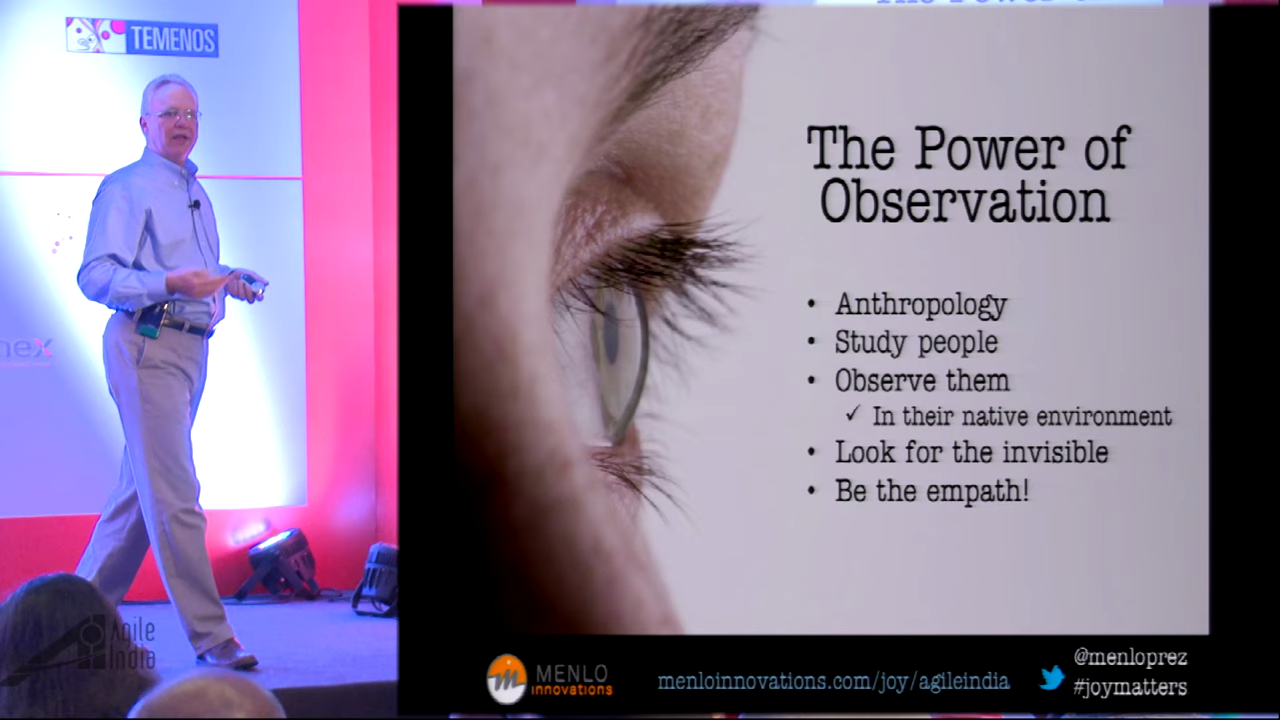 TEMENOS
nex
The Power of
Observation
• Anthropology
• Study people
• Observe them
✓ In their native environment
• Look for the invisible
• Be the empath!
Agile
India
m
MENLO
innovations
menloinnovations.com/joy/agileindia
@menloprez
#joymatters